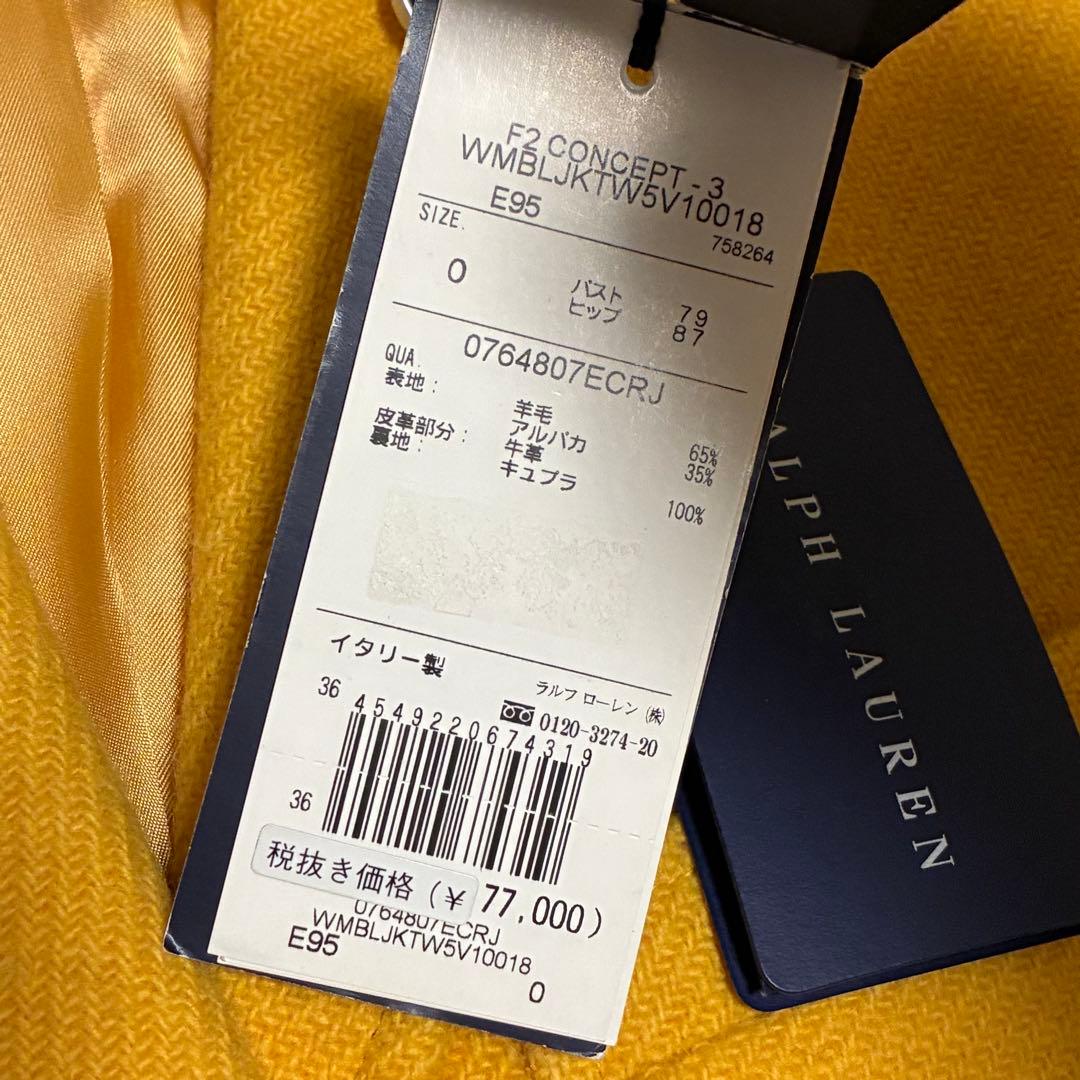 F2 CONCEPT - 3
WMBLJKTW5V10018
E95
758264
SIZE.
0
バスト 79
ヒップ 87
QUA. 0764807ECRJ
表地: 羊毛 65%
アルパカ 35%
皮革部分: 牛革
裏地: キュプラ 100%
イタリー製
ラルフ ローレン (株)
0120-3274-20
36
4549220674319
36
税抜き価格 (¥ 77,000)
0764807ECRJ
WMBLJKTW5V10018
E95
0
ALPH LAUREN